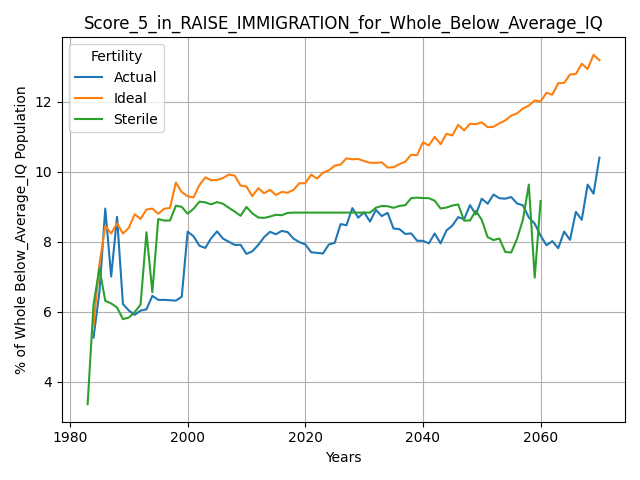 Score_5_in_RAISE_IMMIGRATION_for_Whole_Below_Average_IQ
Fertility
Actual
Ideal
Sterile
% of Whole Below_Average_IQ Population
12
10
8
6
4
1980
2000
2020
2040
2060
Years